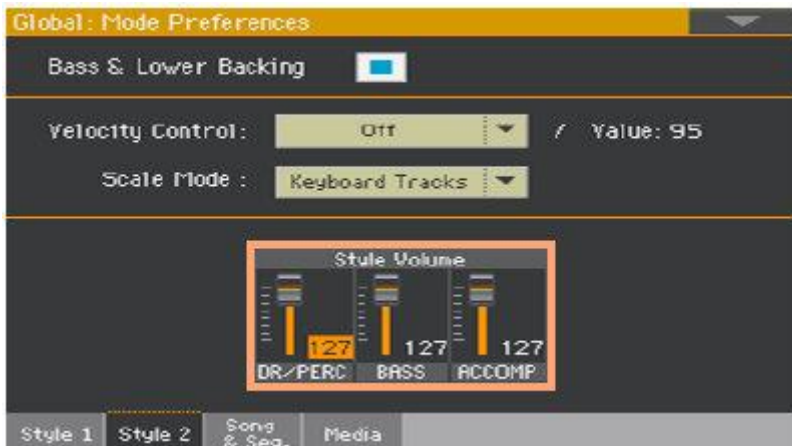 Global: Mode Preferences
Bass & Lower Backing
Velocity Control: Off / Value: 95
Scale Mode : Keyboard Tracks
Style Volume
127 127 127
DR/PERC BASS ACCOMP
Style 1 Style 2 Song & Seq. Media